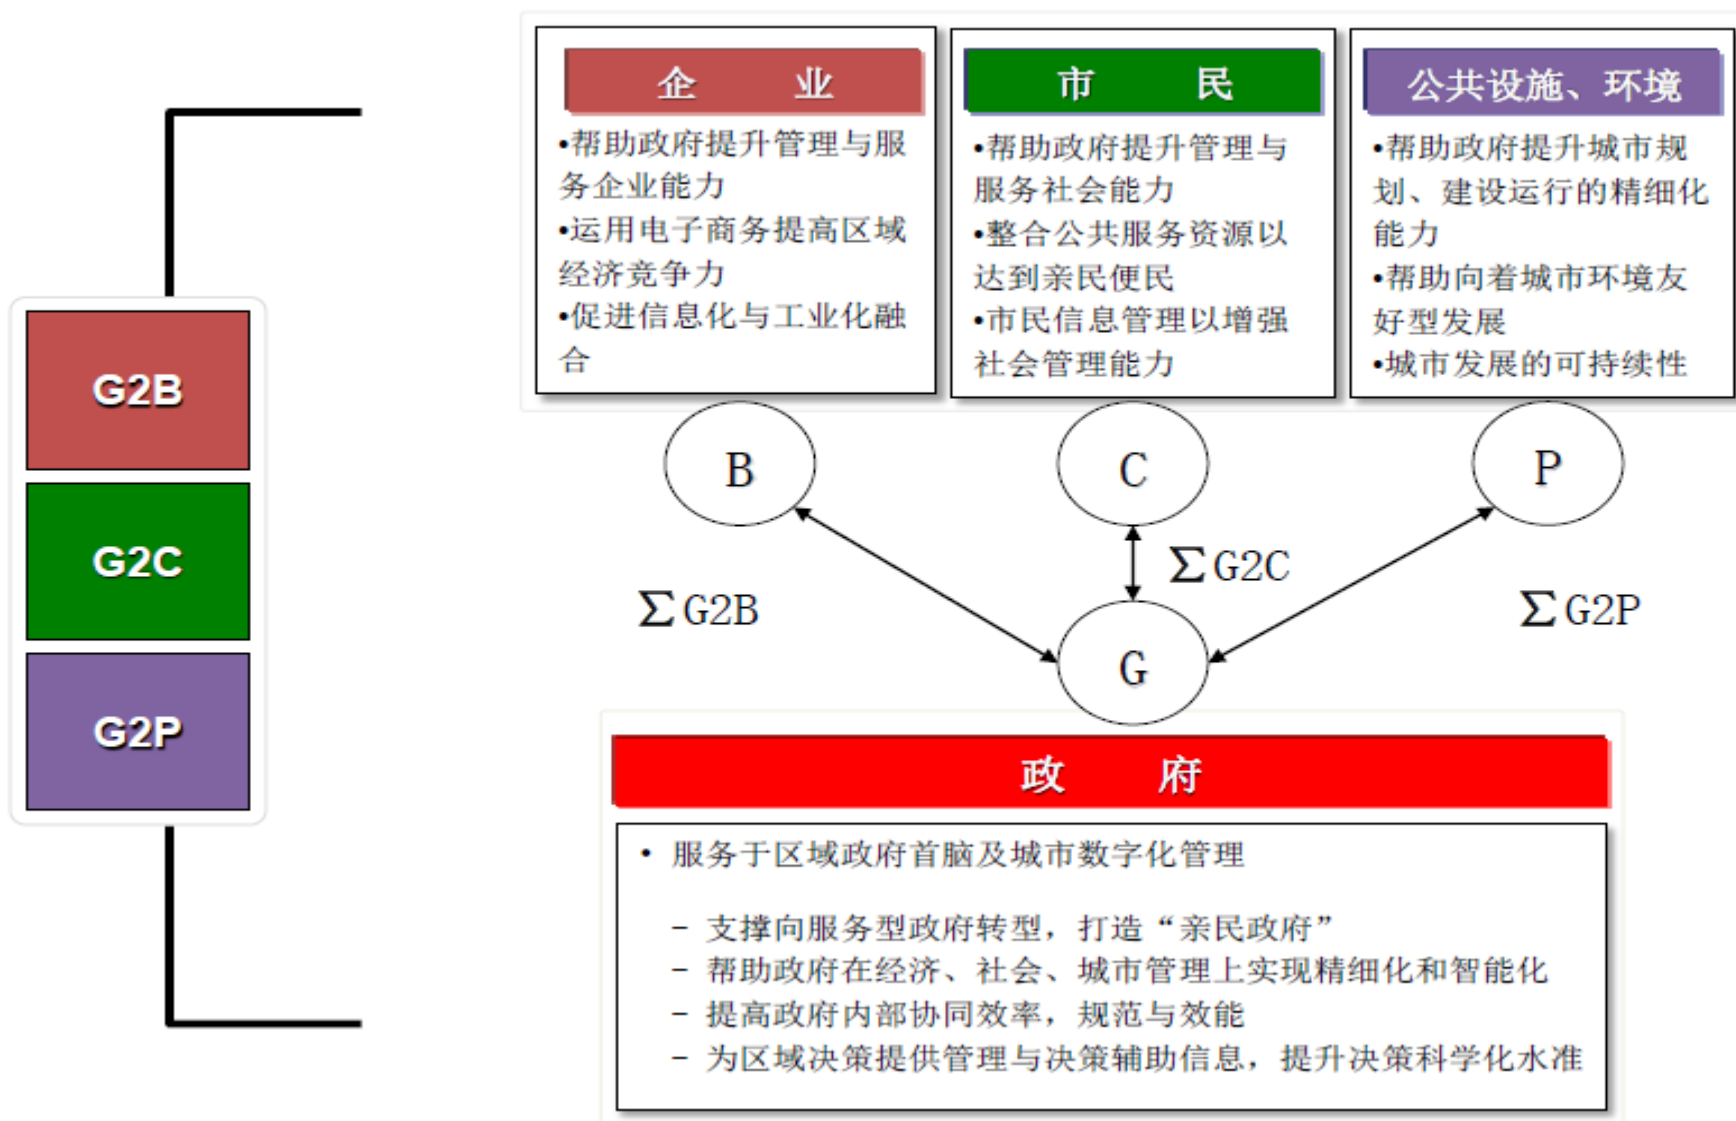 企 业
•帮助政府提升管理与服
务企业能力
•运用电子商务提高区域
经济竞争力
•促进信息化与工业化融
合
市 民
•帮助政府提升管理与
服务社会能力
•整合公共服务资源以
达到亲民便民
•市民信息管理以增强
社会管理能力
公共设施、环境
•帮助政府提升城市规
划、建设运行的精细化
能力
•帮助向着城市环境友
好型发展
•城市发展的可持续性
G2B
G2C
G2P
B
C
P
∑G2B
∑G2C
∑G2P
G
政 府
• 服务于区域政府首脑及城市数字化管理
– 支撑向服务型政府转型，打造“亲民政府”
– 帮助政府在经济、社会、城市管理上实现精细化和智能化
– 提高政府内部协同效率，规范与效能
– 为区域决策提供管理与决策辅助信息，提升决策科学化水准